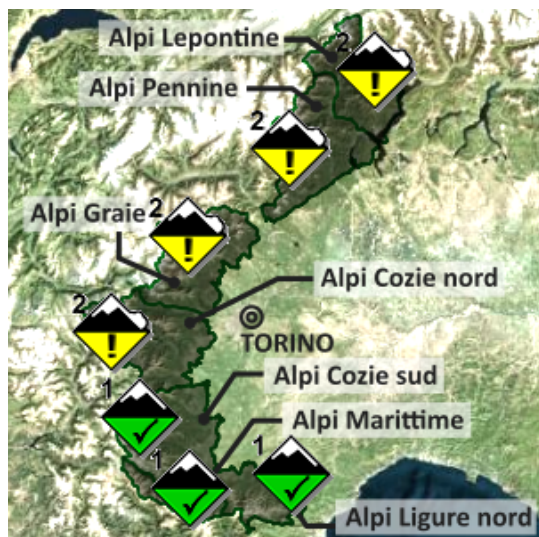 Alpi Lepontine
2
Alpi Pennine
2
Alpi Graie
2
Alpi Cozie nord
2
TORINO
Alpi Cozie sud
1
Alpi Marittime
1
1
Alpi Ligure nord